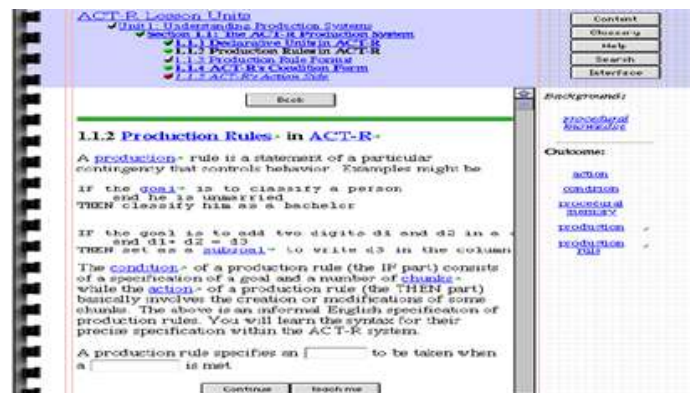 ACT-R Lesson Units
Unit 1: Understanding Production Systems
Section 1.1: The ACT-R Production System
1.1.1 Declarative Units in ACT-R
1.1.2 Production Rules in ACT-R
1.1.3 Production Rule Format
1.1.4 ACT-R's Condition Form
1.1.5 ACT-R's Action Side
Content
Glossary
Help
Search
Interface
Book
1.1.2 Production Rules in ACT-R
A production rule is a statement of a particular
contingency that controls behavior. Examples might be
IF the goal is to classify a person
and he is unmarried
THEN classify him as a bachelor
IF the goal is to add two digits d1 and d2 in a c
and d1+ d2 = d3
THEN set as a subgoal to write d3 in the column
The condition of a production rule (the IF part) consists
of a specification of a goal and a number of chunks
while the action of a production rule (the THEN part)
basically involves the creation or modifications of some
chunks. The above is an informal English specification of
production rules. You will learn the syntax for their
precise specification within the ACT-R system.
A production rule specifies an to be taken when
a is met
Continue
teach me
Background:
procedural
knowledge
Outcome:
action
condition
procedural
memory
production
production
rule